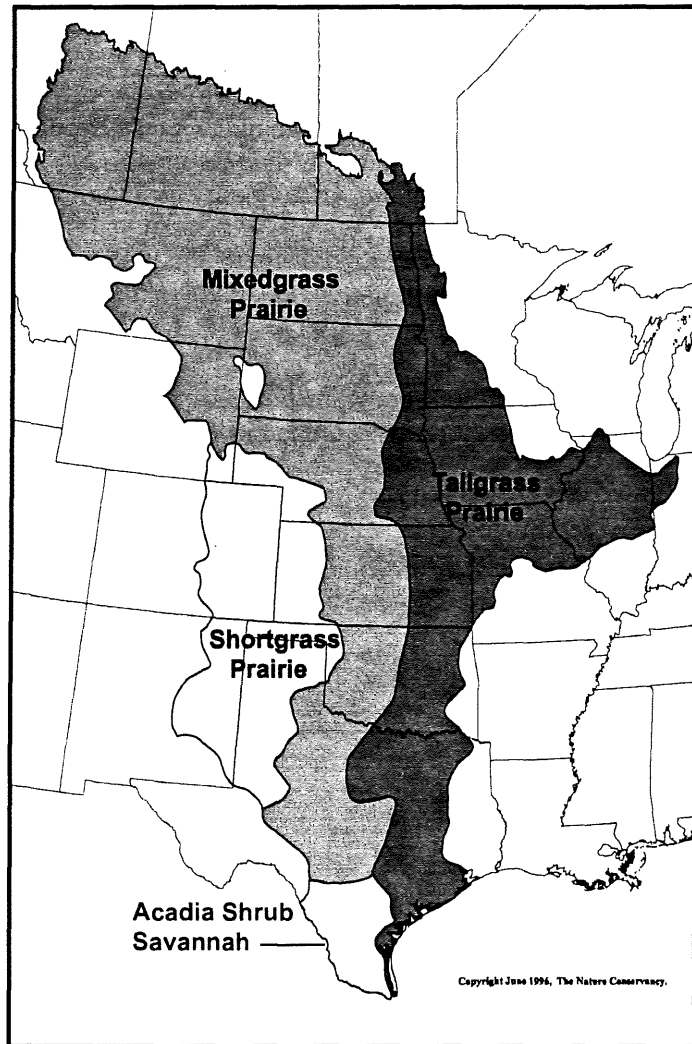 Mixedgrass
Prairie
Tallgrass
Prairie
Shortgrass
Prairie
Acadia Shrub
Savannah
Copyright June 1996, The Nature Conservancy.